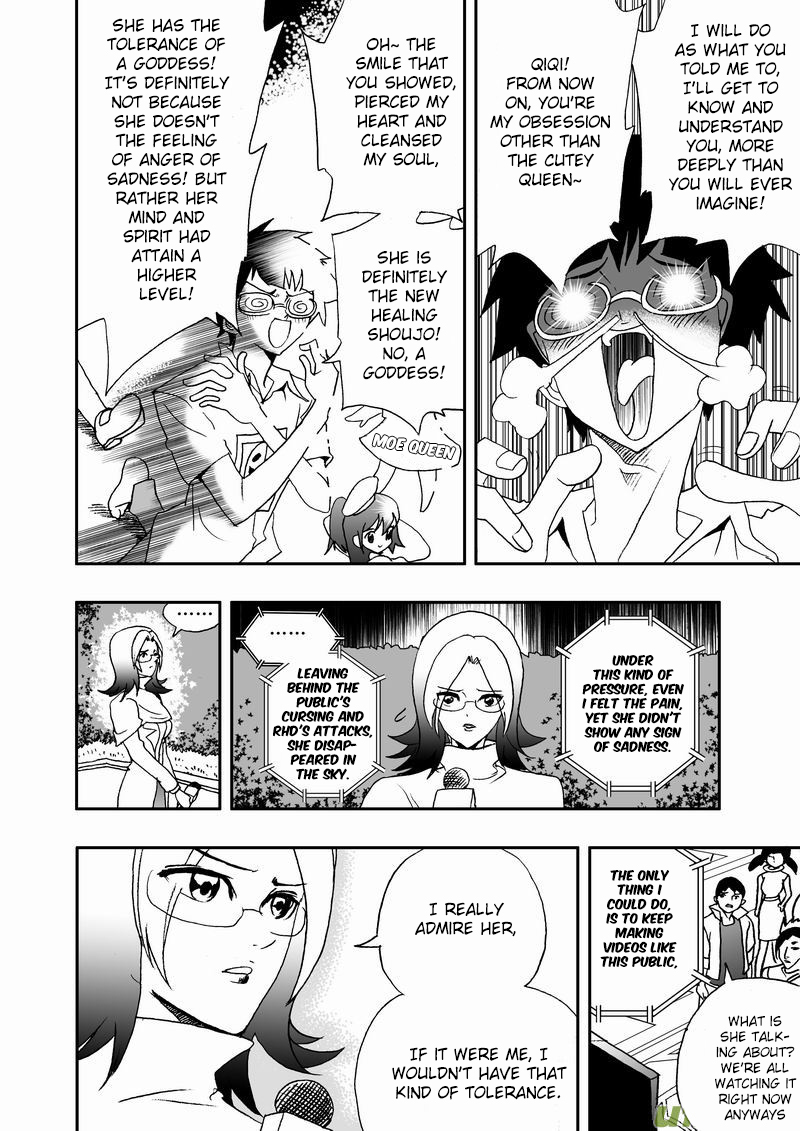 I WILL DO
AS WHAT YOU
TOLD ME TO,
I'LL GET TO
KNOW AND
UNDERSTAND
YOU, MORE
DEEPLY THAN
YOU WILL EVER
IMAGINE!
QIQI!
FROM NOW
ON, YOU'RE
MY OBSESSION
OTHER THAN
THE CUTEY
QUEEN~
OH~ THE
SMILE THAT
YOU SHOWED,
PIERCED MY
HEART AND
CLEANSED
MY SOUL,
SHE HAS THE
TOLERANCE OF
A GODDESS!
IT'S DEFINITELY
NOT BECAUSE
SHE DOESN'T
THE FEELING
OF ANGER OF
SADNESS! BUT
RATHER HER
MIND AND
SPIRIT HAD
ATTAIN A
HIGHER
LEVEL!
SHE IS
DEFINITELY
THE NEW
HEALING
SHOUJO!
NO, A
GODDESS!
MOE QUEEN
UNDER
THIS KIND OF
PRESSURE, EVEN
I FELT THE PAIN,
YET SHE DIDN'T
SHOW ANY SIGN
OF SADNESS.
......
LEAVING
BEHIND THE
PUBLIC'S
CURSING AND
RHD'S ATTACKS,
SHE DISAP-
PEARED IN
THE SKY.
......
THE ONLY
THING I
COULD DO,
IS TO KEEP
MAKING
VIDEOS LIKE
THIS PUBLIC,
WHAT IS
SHE TALK-
ING ABOUT?
WE'RE ALL
WATCHING IT
RIGHT NOW
ANYWAYS
I REALLY
ADMIRE HER,
IF IT WERE ME, I
WOULDN'T HAVE THAT
KIND OF TOLERANCE.